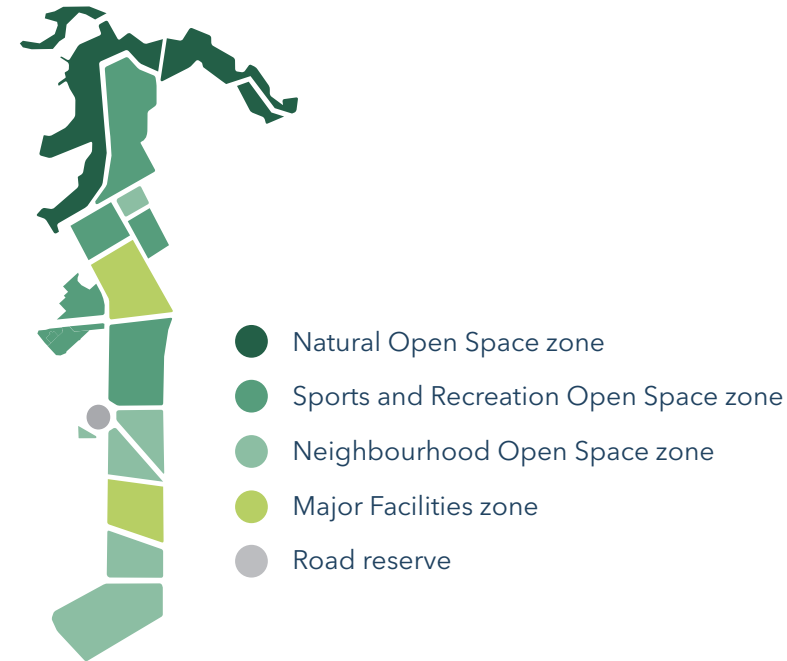 Natural Open Space zone
Sports and Recreation Open Space zone
Neighbourhood Open Space zone
Major Facilities zone
Road reserve